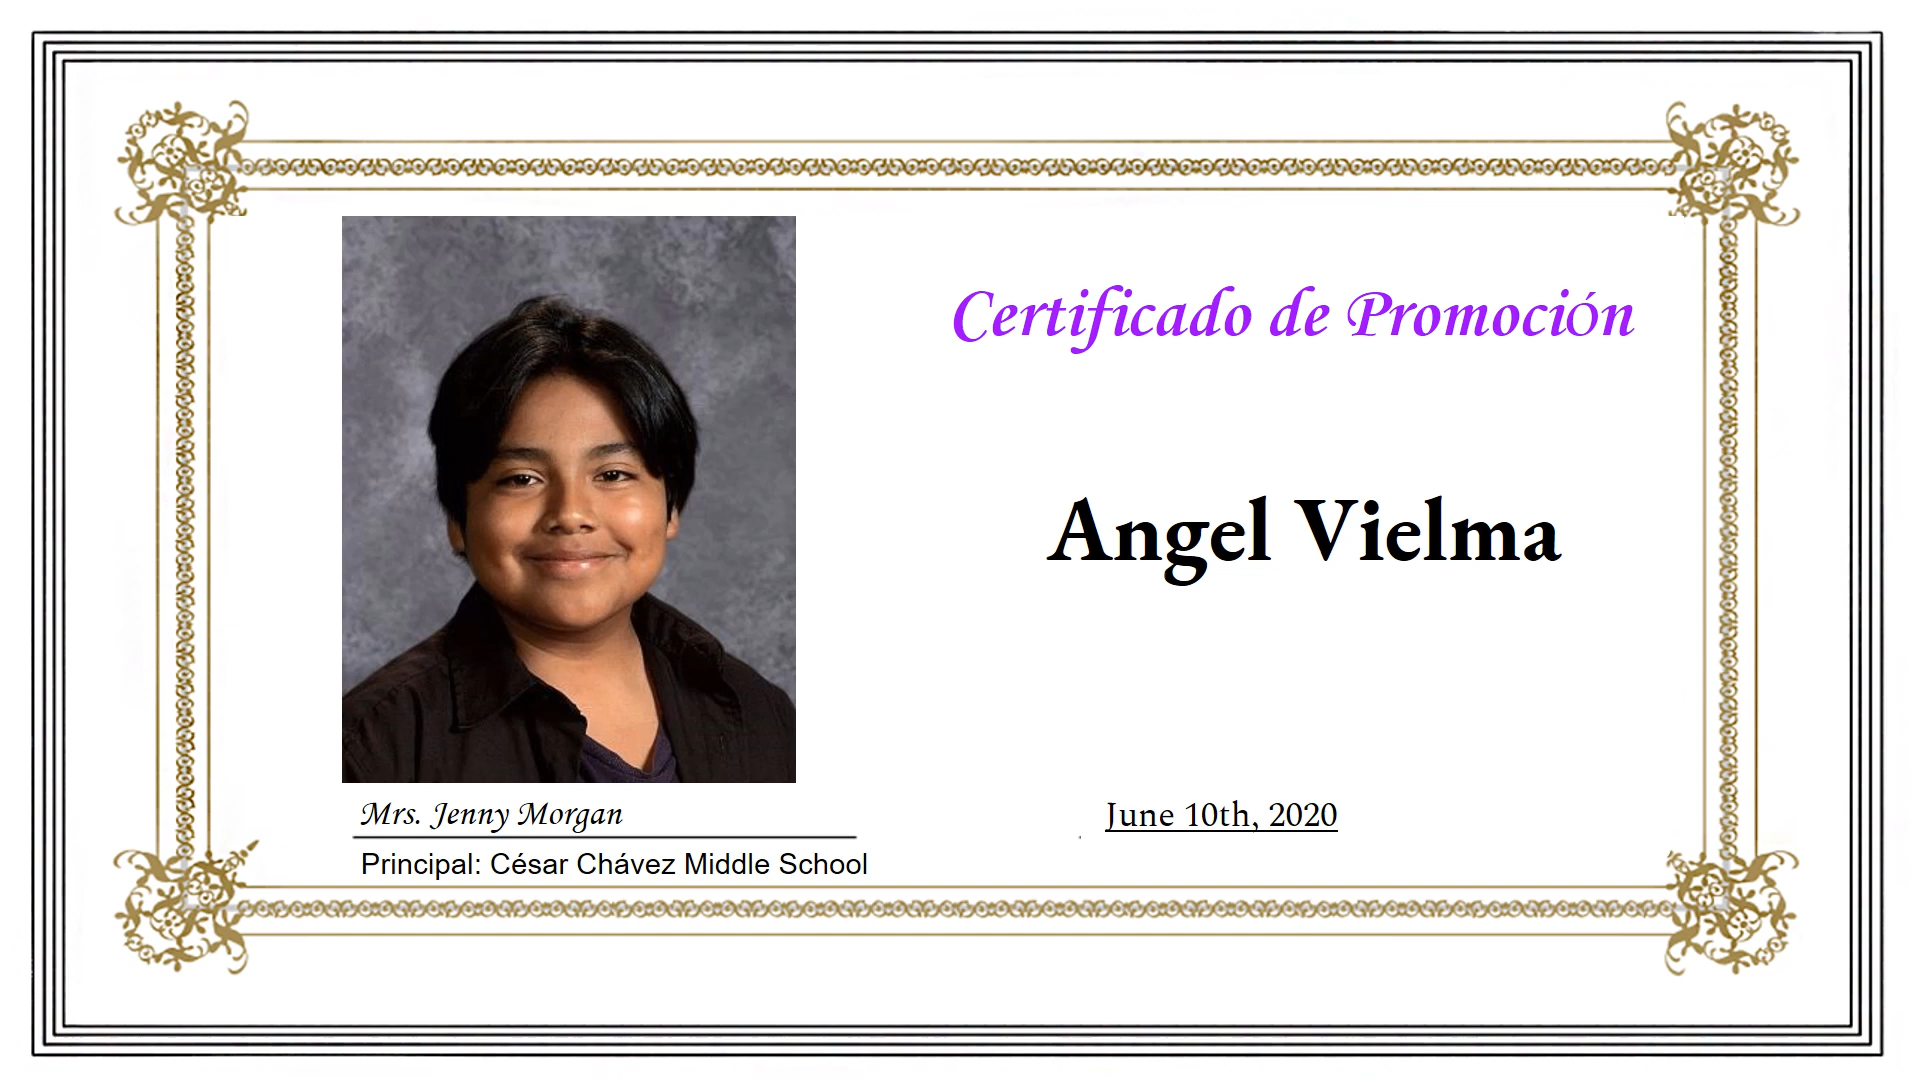 Certificado de Promoción
Angel Vielma
Mrs. Jenny Morgan
June 10th, 2020
Principal: César Chávez Middle School